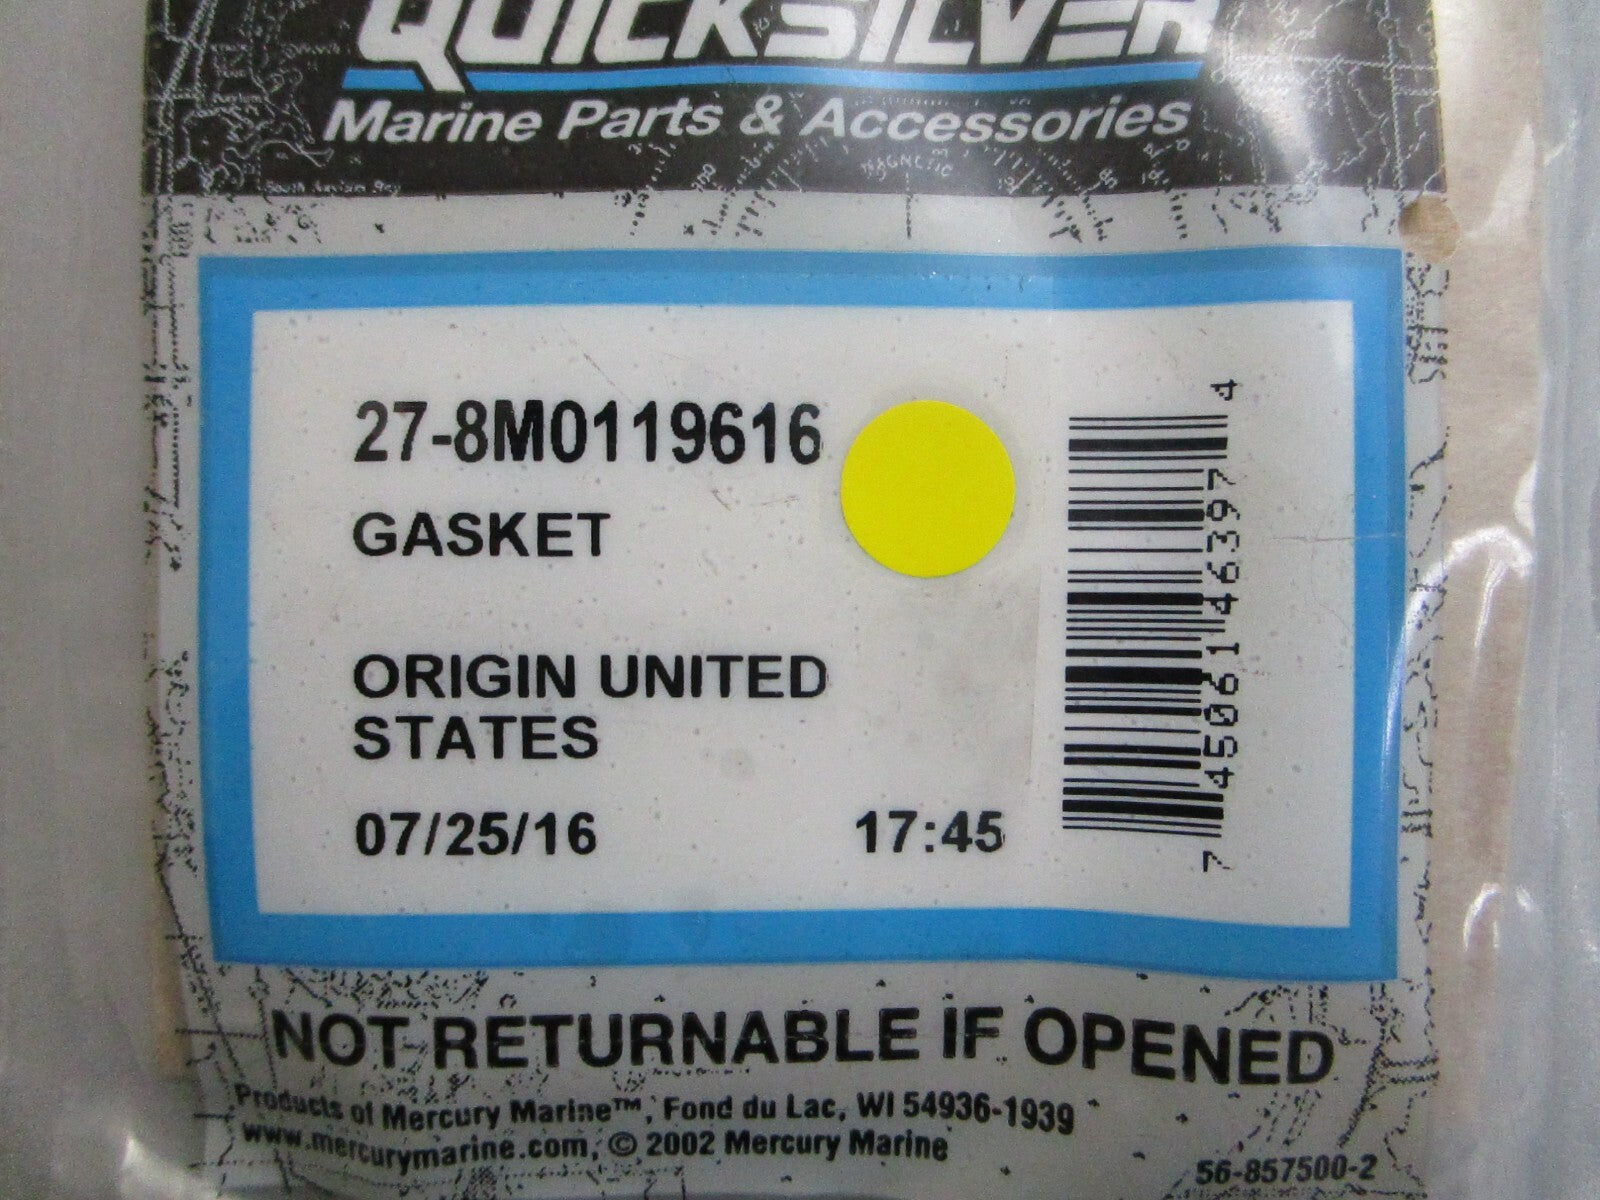 QUICKSILVER
Marine Parts & Accessories
MAGNETIC
27-8M0119616
GASKET
ORIGIN UNITED
STATES
07/25/16 17:45
7 45061 46397 4
NOT RETURNABLE IF OPENED
Products of Mercury Marine™, Fond du Lac, WI 54936-1939
www.mercurymarine.com, © 2002 Mercury Marine
56-857500-2